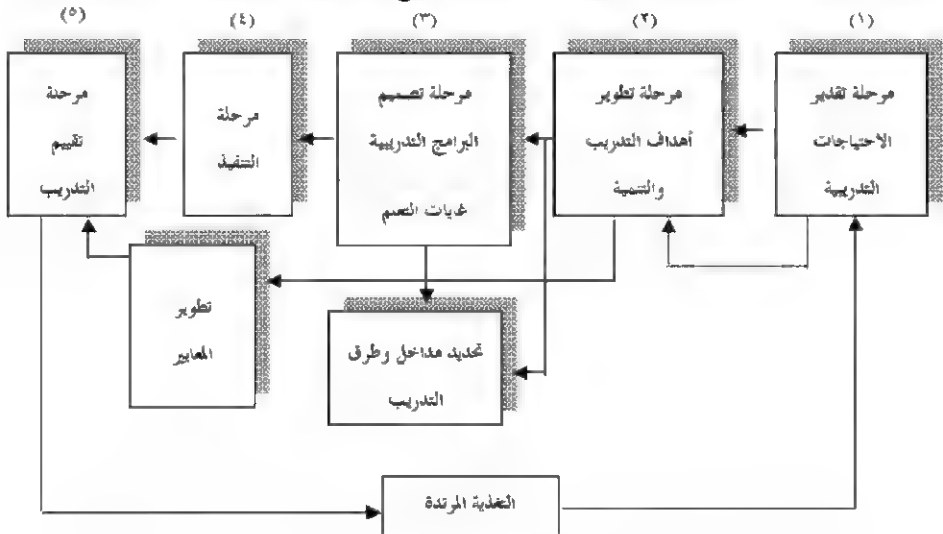 (١)
(٢)
(٣)
(٤)
(٥)
مرحلة تقدير
الاحتياجات
التدريبية
مرحلة تطوير
أهداف التدريب
والتنمية
مرحلة تصميم
البرامج التدريبية
غايات التعلم
مرحلة
التنفيذ
مرحلة
تقييم
التدريب
تحديد مداخل وطرق
التدريب
تطوير
المعايير
التغذية المرتدة